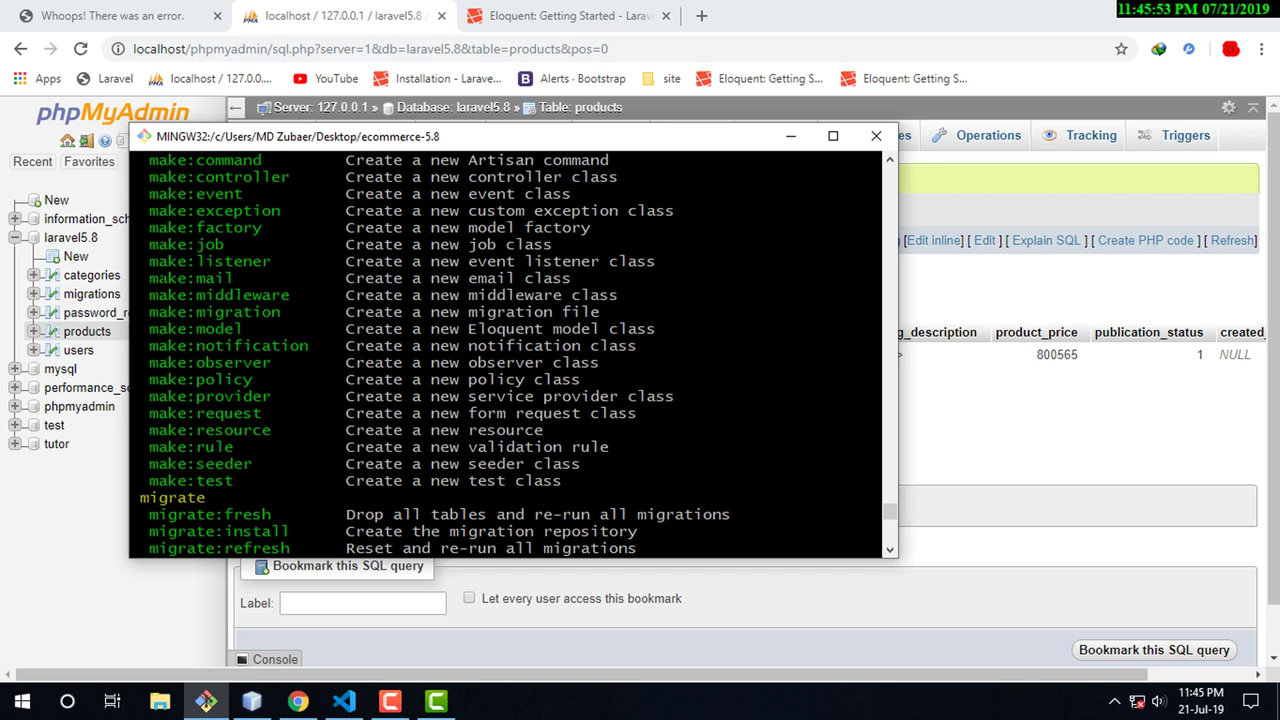 Whoops! There was an error.
localhost / 127.0.0.1 / laravel5.8 /
Eloquent: Getting Started - Larav
11:45:53 PM 07/21/2019
localhost/phpmyadmin/sql.php?server=1&db=laravel5.8&table=products&pos=0
Apps
Laravel
localhost / 127.0.0....
YouTube
Installation - Larave...
Alerts · Bootstrap
site
Eloquent: Getting S...
Eloquent: Getting S...
phpMyAdmin
Server: 127.0.0.1 » Database: laravel5.8 » Table: products
MINGW32:/c/Users/MD Zubaer/Desktop/ecommerce-5.8
es
Operations
Tracking
Triggers
Recent
Favorites
New
information_sch
laravel5.8
New
categories
migrations
password_re
products
users
mysql
performance_sc
phpmyadmin
test
tutor
make:command Create a new Artisan command
make:controller Create a new controller class
make:event Create a new event class
make:exception Create a new custom exception class
make:factory Create a new model factory
make:job Create a new job class
make:listener Create a new event listener class
make:mail Create a new email class
make:middleware Create a new middleware class
make:migration Create a new migration file
make:model Create a new Eloquent model class
make:notification Create a new notification class
make:observer Create a new observer class
make:policy Create a new policy class
make:provider Create a new service provider class
make:request Create a new form request class
make:resource Create a new resource
make:rule Create a new validation rule
make:seeder Create a new seeder class
make:test Create a new test class
migrate
migrate:fresh Drop all tables and re-run all migrations
migrate:install Create the migration repository
migrate:refresh Reset and re-run all migrations
[Edit inline] [ Edit ] [ Explain SQL ] [ Create PHP code ] [ Refresh]
g_description product_price publication_status created_
> 800565 1 NULL
Bookmark this SQL query
Label:
Let every user access this bookmark
Bookmark this SQL query
Console
11:45 PM
21-Jul-19